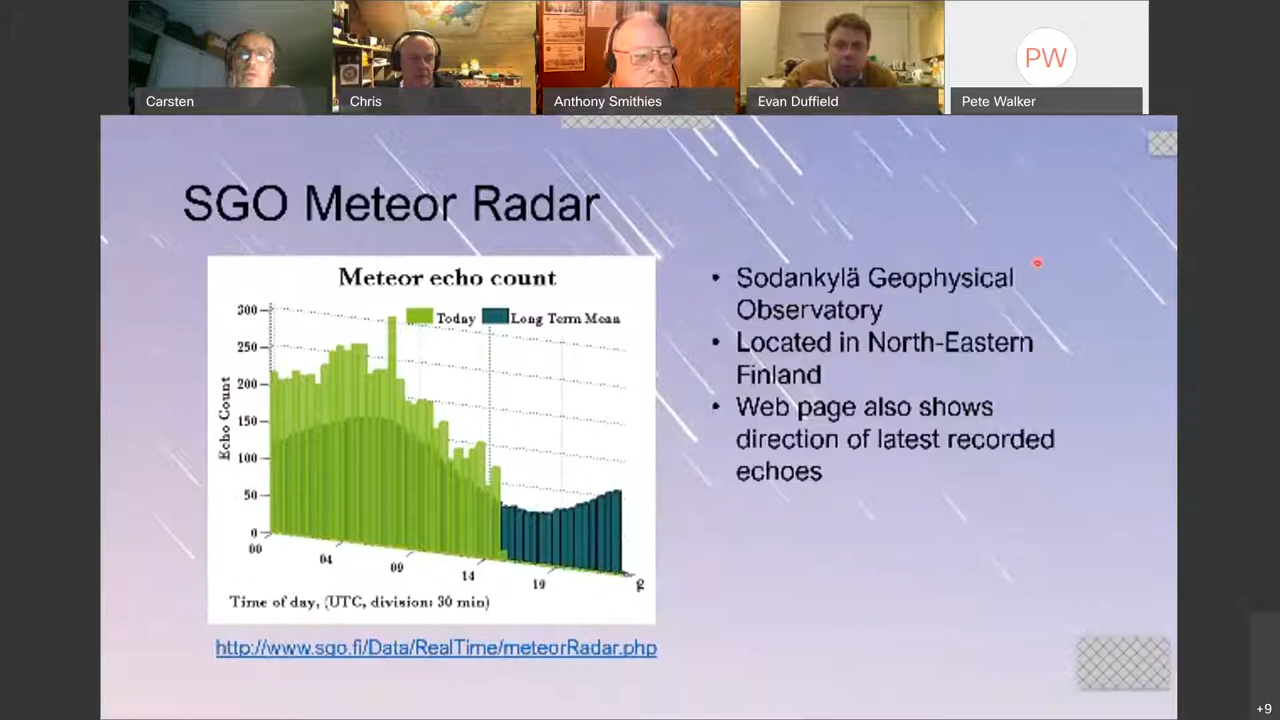 Carsten
Chris
Anthony Smithies
Evan Duffield
PW
Pete Walker
SGO Meteor Radar
Meteor echo count
Today
Long Term Mean
Echo Count
300
250
200
150
100
50
0
00
04
09
14
19
Time of day, (UTC, division: 30 min)
http://www.sgo.fi/Data/RealTime/meteorRadar.php
• Sodankylä Geophysical
Observatory
• Located in North-Eastern
Finland
• Web page also shows
direction of latest recorded
echoes
+9